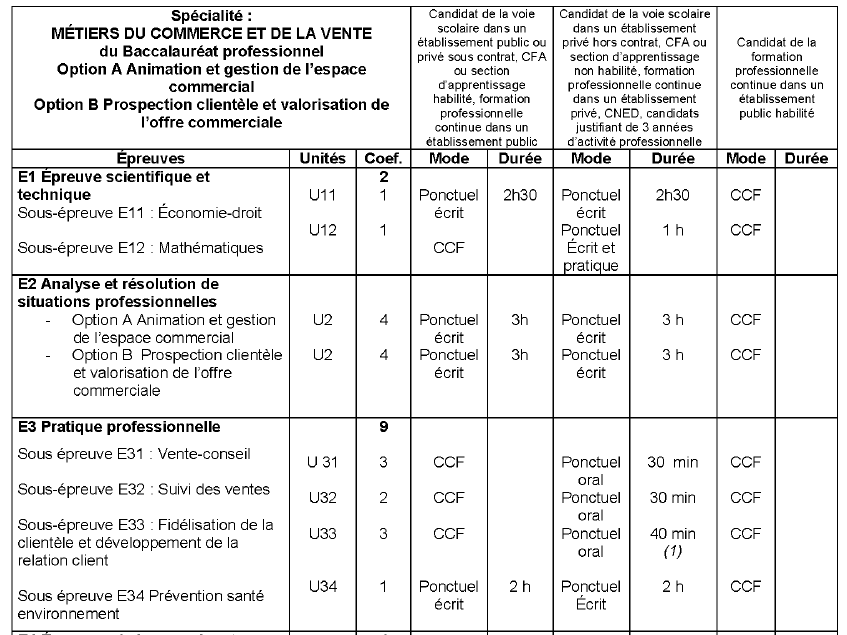 Spécialité :
MÉTIERS DU COMMERCE ET DE LA VENTE
du Baccalauréat professionnel
Option A Animation et gestion de l'espace
commercial
Option B Prospection clientèle et valorisation de
l'offre commerciale
Candidat de la voie
scolaire dans un
établissement public ou
privé sous contrat, CFA
ou section
d'apprentissage
habilité, formation
professionnelle
continue dans un
établissement public
Candidat de la voie scolaire
dans un établissement
privé hors contrat, CFA ou
section d'apprentissage
non habilité, formation
professionnelle continue
dans un établissement
privé, CNED, candidats
justifiant de 3 années
d'activité professionnelle
Candidat de la
formation
professionnelle
continue dans un
établissement
public habilité
Épreuves Unités Coef. Mode Durée Mode Durée Mode Durée
E1 Épreuve scientifique et 2
technique U11 1 Ponctuel 2h30 Ponctuel 2h30 CCF
Sous-épreuve E11 : Économie-droit écrit écrit
U12 1 Ponctuel 1 h CCF
Sous-épreuve E12 : Mathématiques CCF Écrit et
pratique
E2 Analyse et résolution de
situations professionnelles
- Option A Animation et gestion U2 4 Ponctuel 3h Ponctuel 3 h CCF
de l'espace commercial écrit écrit
- Option B Prospection clientèle U2 4 Ponctuel 3h Ponctuel 3 h CCF
et valorisation de l'offre écrit écrit
commerciale
E3 Pratique professionnelle 9
Sous épreuve E31 : Vente-conseil U 31 3 CCF Ponctuel 30 min CCF
oral
Sous-épreuve E32 : Suivi des ventes U32 2 CCF Ponctuel 30 min CCF
oral
Sous-épreuve E33 : Fidélisation de la U33 3 CCF Ponctuel 40 min CCF
clientèle et développement de la oral (1)
relation client
U34 1 Ponctuel 2 h Ponctuel 2 h CCF
Sous épreuve E34 Prévention santé écrit Écrit
environnement